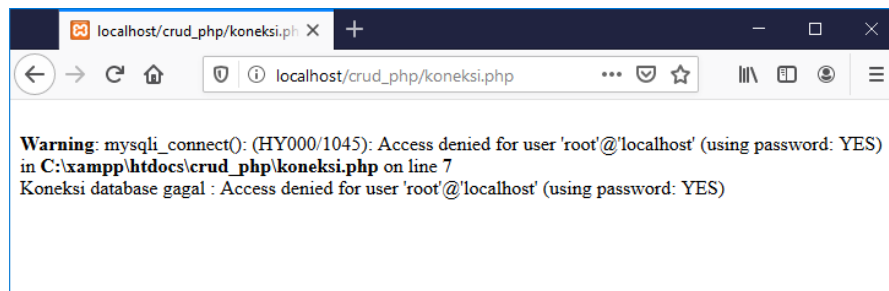 localhost/crud_php/koneksi.ph
localhost/crud_php/koneksi.php
Warning: mysqli_connect(): (HY000/1045): Access denied for user 'root'@'localhost' (using password: YES)
in C:\xampp\htdocs\crud_php\koneksi.php on line 7
Koneksi database gagal : Access denied for user 'root'@'localhost' (using password: YES)